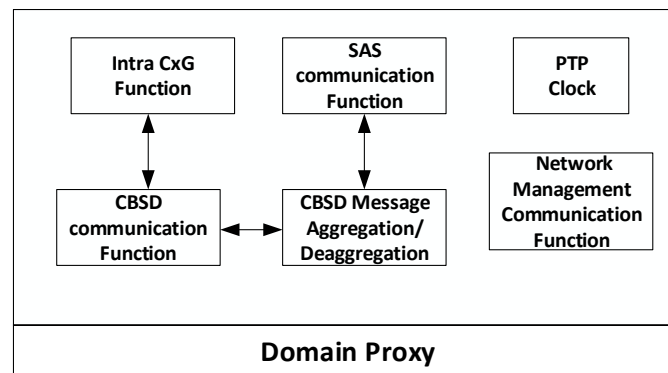 Intra CxG
Function
SAS
communication
Function
PTP
Clock
CBSD
communication
Function
CBSD Message
Aggregation/
Deaggregation
Network
Management
Communication
Function
Domain Proxy